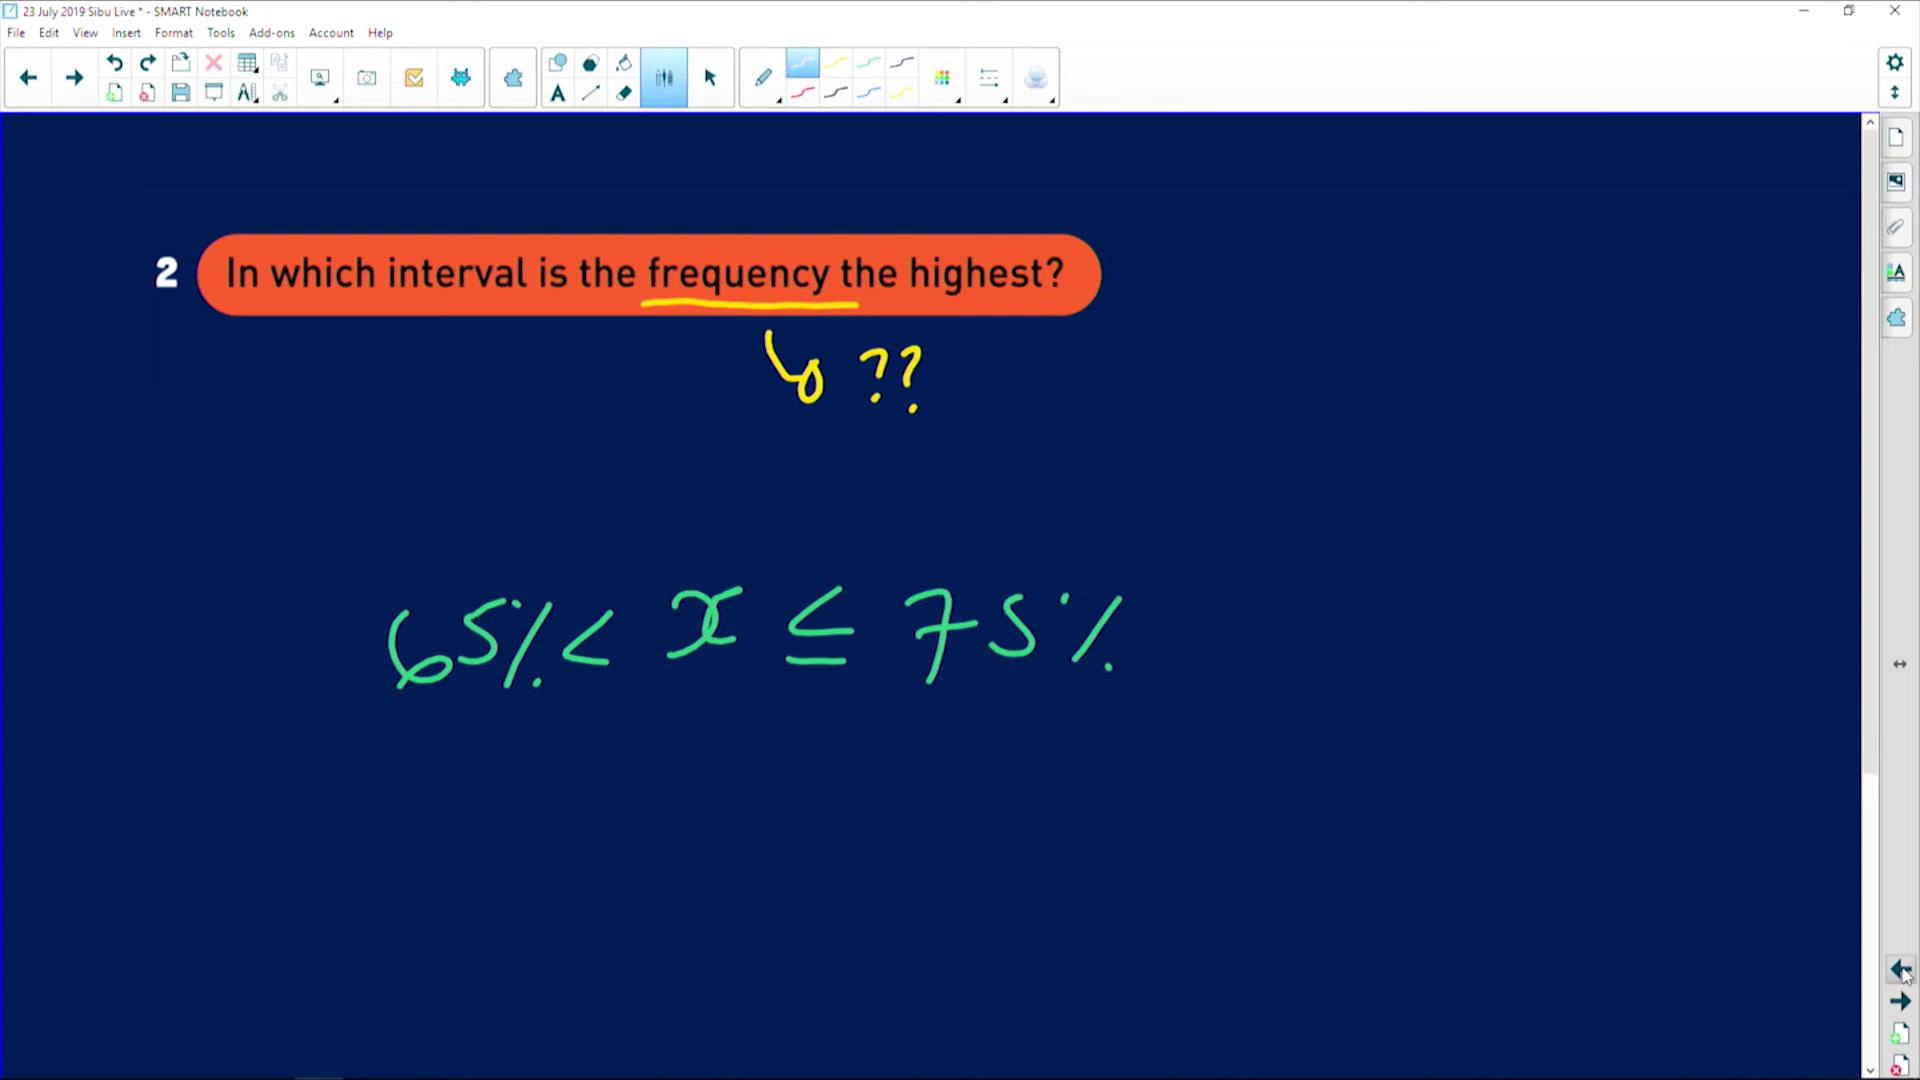 23 July 2019 Sibu Live * - SMART Notebook
File Edit View Insert Format Tools Add-ons Account Help
2 In which interval is the frequency the highest?
??
65% < x ≤ 75%